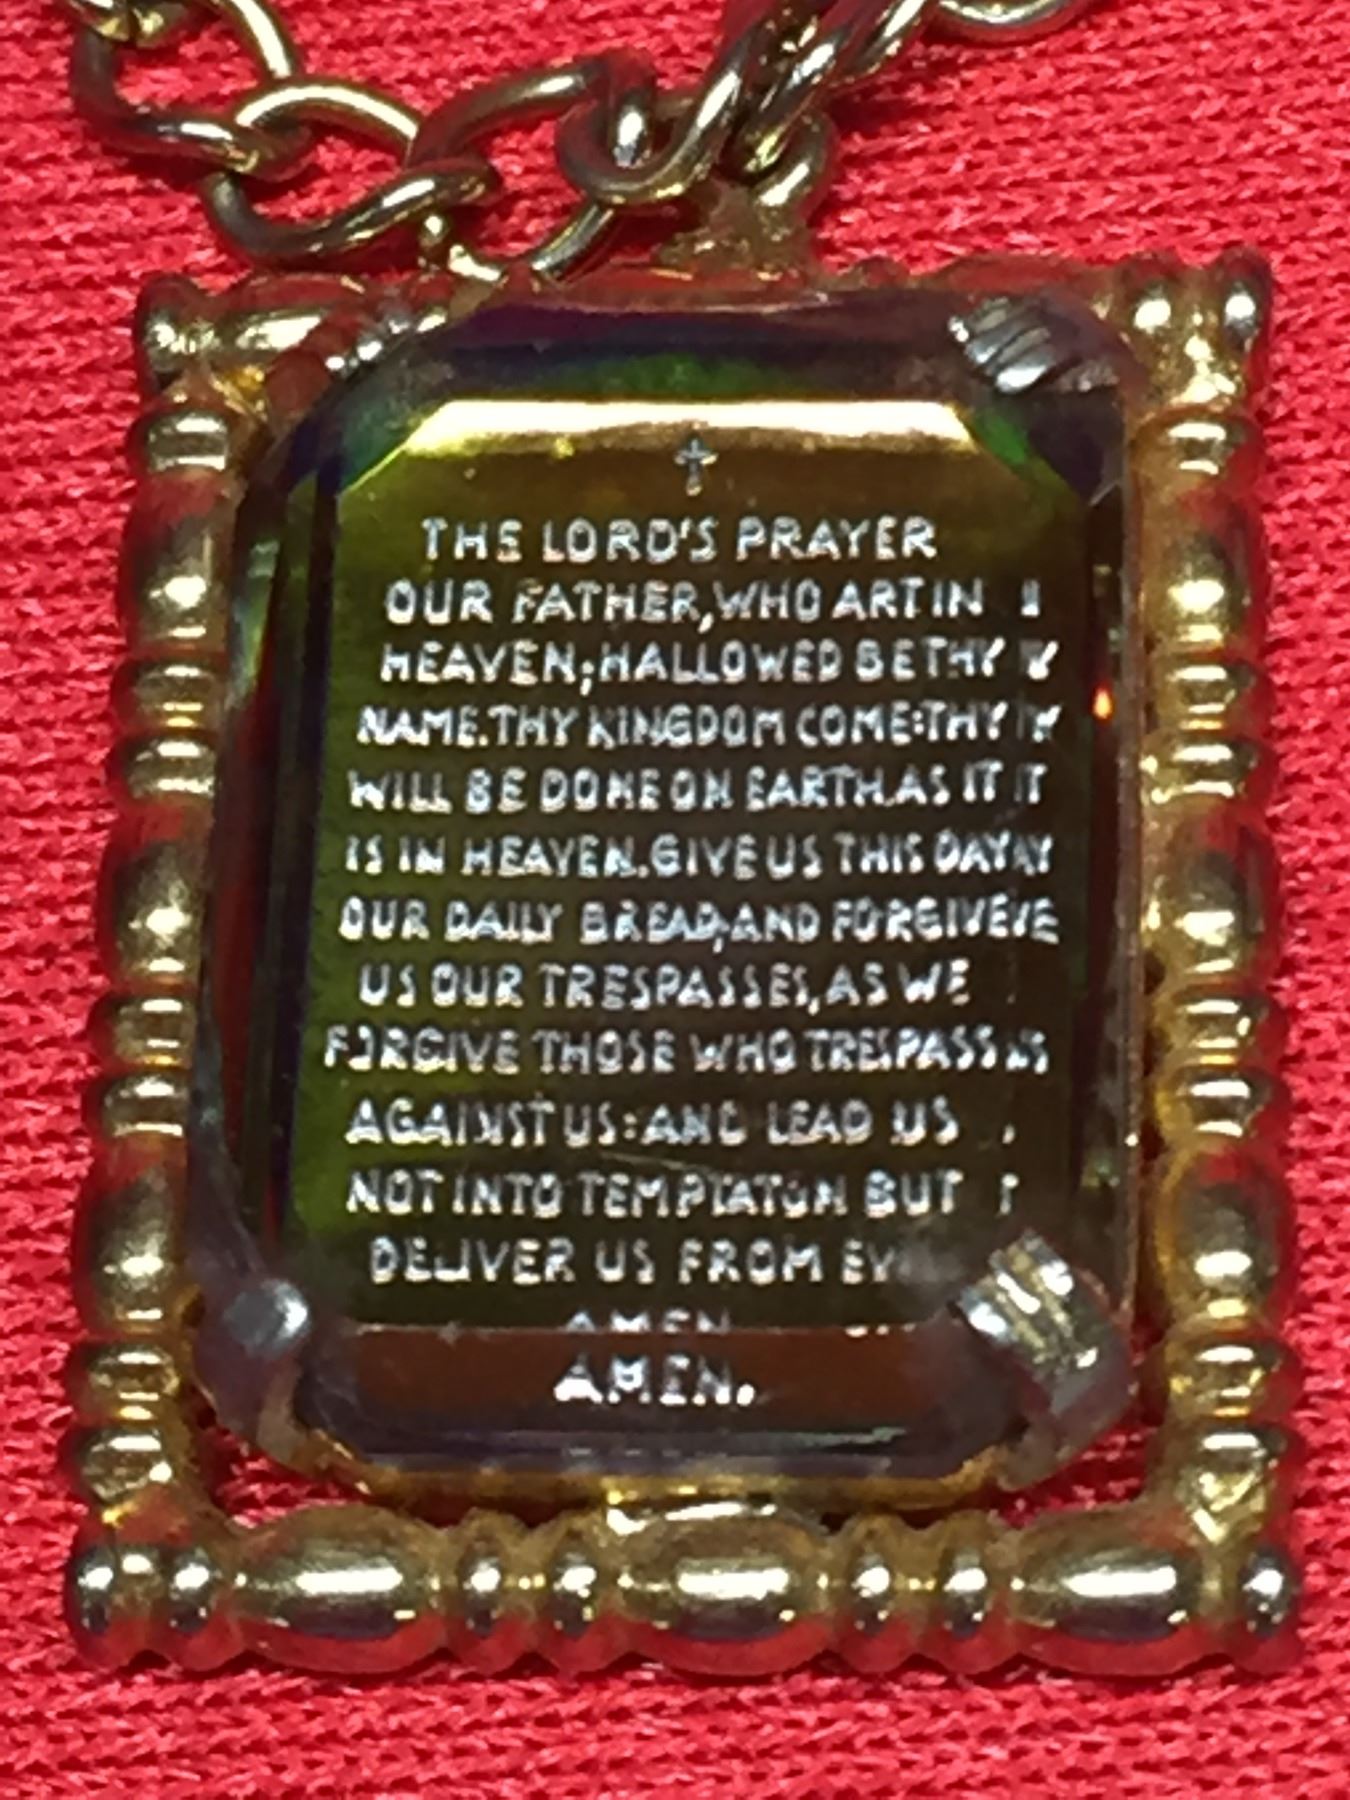 THE LORD'S PRAYER
OUR FATHER, WHO ART IN
HEAVEN; HALLOWED BE THY
NAME. THY KINGDOM COME: THY
WILL BE DONE ON EARTH. AS IT
IS IN HEAVEN. GIVE US THIS DAY
OUR DAILY BREAD, AND FORGIVE
US OUR TRESPASSES, AS WE
FORGIVE THOSE WHO TRESPASS
AGAINST US: AND LEAD US
NOT INTO TEMPTATON BUT
DELIVER US FROM
AMEN.